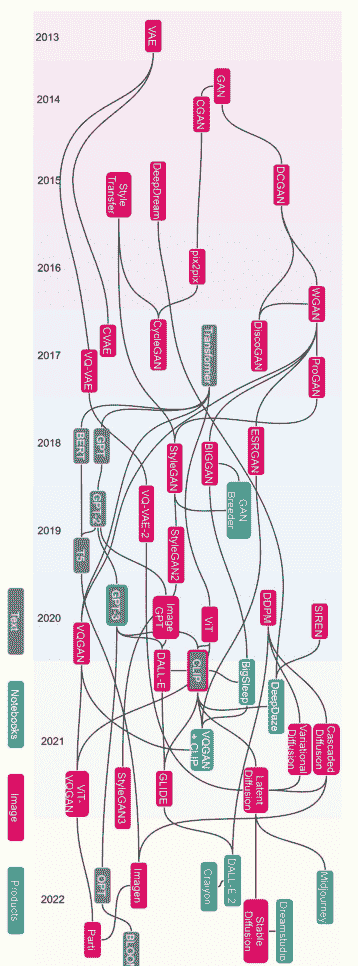 2013
VAE
GAN
2014
CGAN
DCGAN
DeepDream
2015
Style
Transfer
pix2pix
2016
WGAN
CycleGAN
DiscoGAN
CVAE
Transformer
2017
VQ-VAE
ProGAN
2018
BERT
GPT
StyleGAN
BIGGAN
ESRGAN
GAN
Breeder
GPT-2
VQ-VAE-2
2019
T5
StyleGAN2
GPT-3
Image
GPT
2020
ViT
DDPM
SIREN
VQGAN
DALL-E
CLIP
BigSleep
DeepDaze
VQGAN
+ CLIP
2021
Variational
Diffusion
Cascaded
Diffusion
ViT-
VQGAN
StyleGAN3
GLIDE
Latent
Diffusion
Imagen
Craiyon
DALL-E 2
Midjourney
2022
Parti
Stable
Diffusion
Dreamstudio
Text
Notebooks
Image
Products